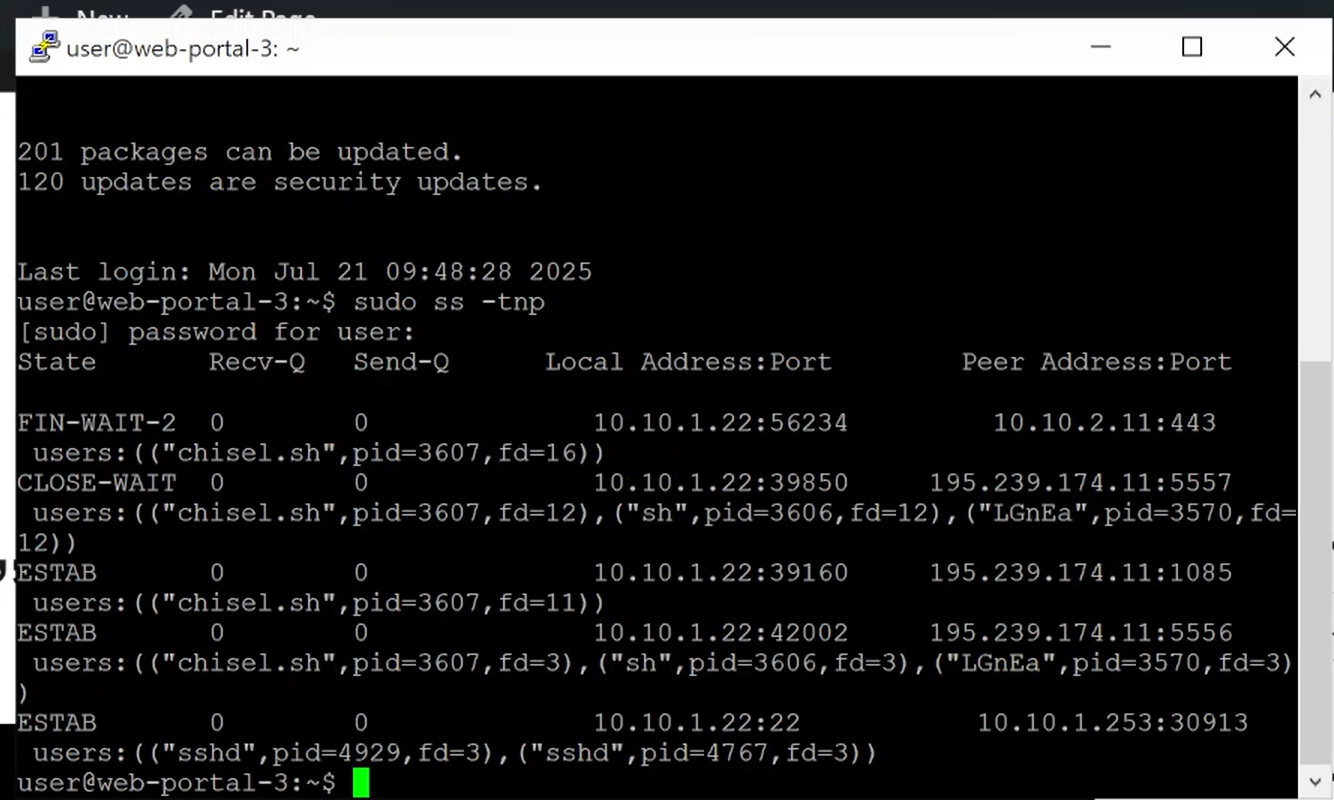 New Edit Page
user@web-portal-3: ~
201 packages can be updated.
120 updates are security updates.
Last login: Mon Jul 21 09:48:28 2025
user@web-portal-3:~$ sudo ss -tnp
[sudo] password for user:
State Recv-Q Send-Q Local Address:Port Peer Address:Port
FIN-WAIT-2 0 0 10.10.1.22:56234 10.10.2.11:443
users:(("chisel.sh",pid=3607,fd=16))
CLOSE-WAIT 0 0 10.10.1.22:39850 195.239.174.11:5557
users:(("chisel.sh",pid=3607,fd=12),("sh",pid=3606,fd=12),("LGnEa",pid=3570,fd=
12))
ESTAB 0 0 10.10.1.22:39160 195.239.174.11:1085
users:(("chisel.sh",pid=3607,fd=11))
ESTAB 0 0 10.10.1.22:42002 195.239.174.11:5556
users:(("chisel.sh",pid=3607,fd=3),("sh",pid=3606,fd=3),("LGnEa",pid=3570,fd=3)
)
ESTAB 0 0 10.10.1.22:22 10.10.1.253:30913
users:(("sshd",pid=4929,fd=3),("sshd",pid=4767,fd=3))
user@web-portal-3:~$